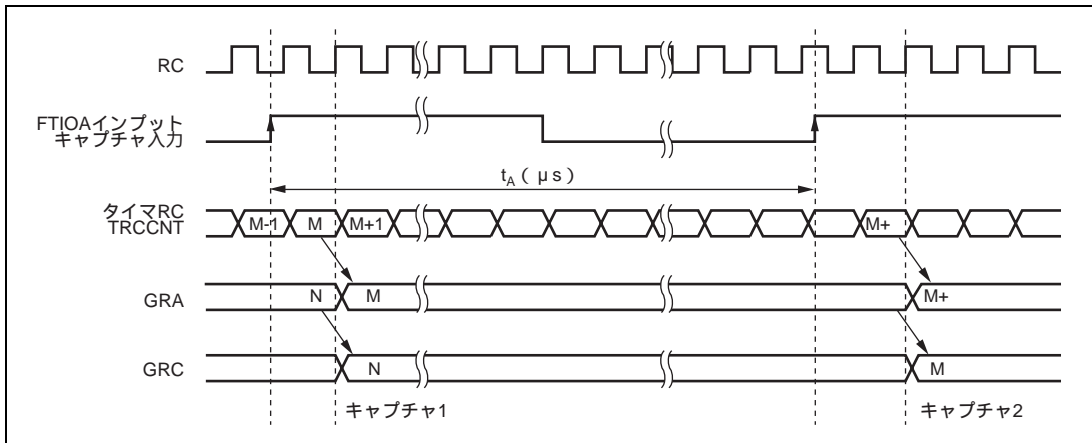 RC
FTIOAインプット
キャプチャ入力
tA ( μs )
タイマRC
TRCCNT
M-1 M M+1 M+
GRA
N M M+
GRC
N M
キャプチャ1 キャプチャ2